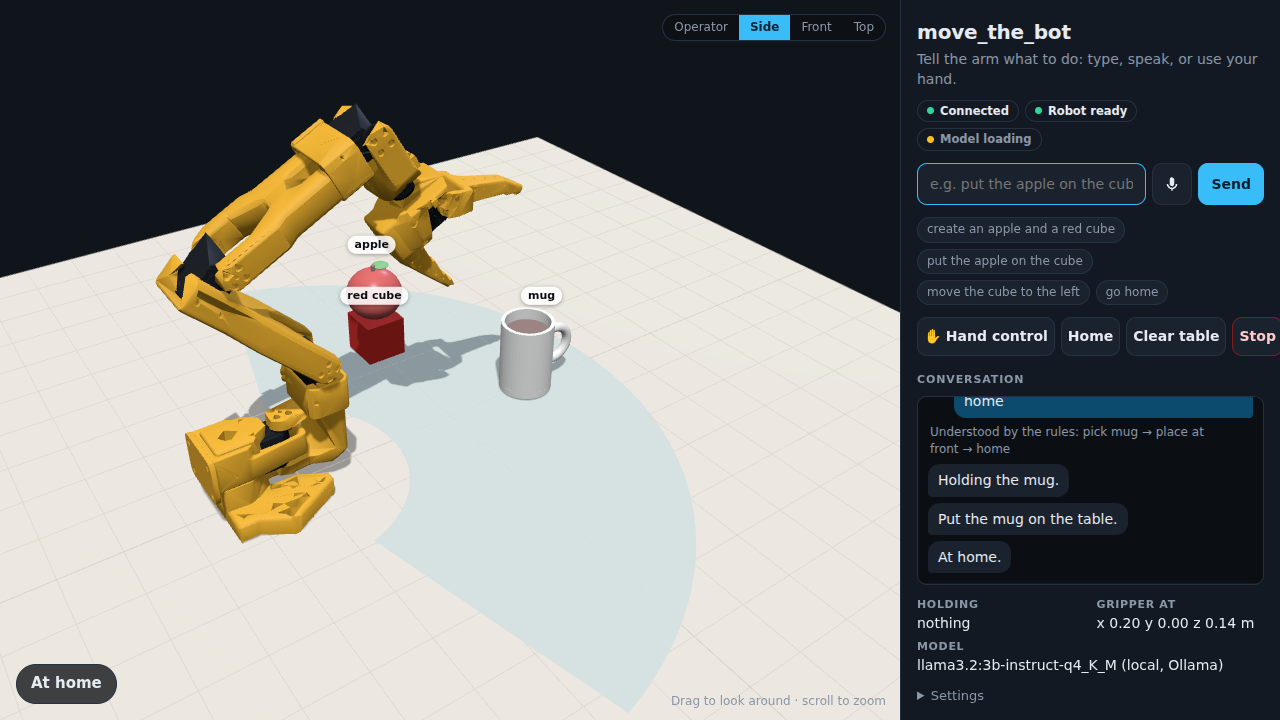 Operator Side Front Top
apple
red cube
mug
At home
Drag to look around · scroll to zoom
move_the_bot
Tell the arm what to do: type, speak, or use your
hand.
Connected Robot ready
Model loading
e.g. put the apple on the cub
Send
create an apple and a red cube
put the apple on the cube
move the cube to the left go home
Hand control Home Clear table Stop
CONVERSATION
home
Understood by the rules: pick mug → place at
front → home
Holding the mug.
Put the mug on the table.
At home.
HOLDING GRIPPER AT
nothing x 0.20 y 0.00 z 0.14 m
MODEL
llama3.2:3b-instruct-q4_K_M (local, Ollama)
Settings